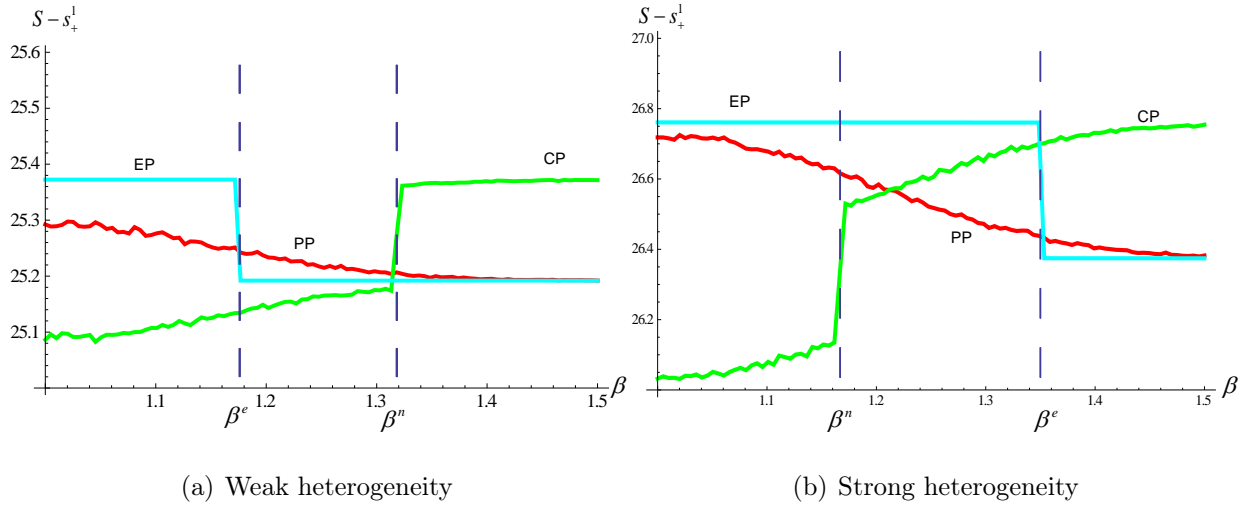 S − s₊¹
25.6
25.5
25.4
25.3
25.2
25.1
EP
PP
CP
1.1
1.2
1.3
1.4
1.5
β
βᵉ
βⁿ
(a) Weak heterogeneity
S − s₊¹
27.0
26.8
26.6
26.4
26.2
EP
PP
CP
1.1
1.2
1.3
1.4
1.5
β
βⁿ
βᵉ
(b) Strong heterogeneity